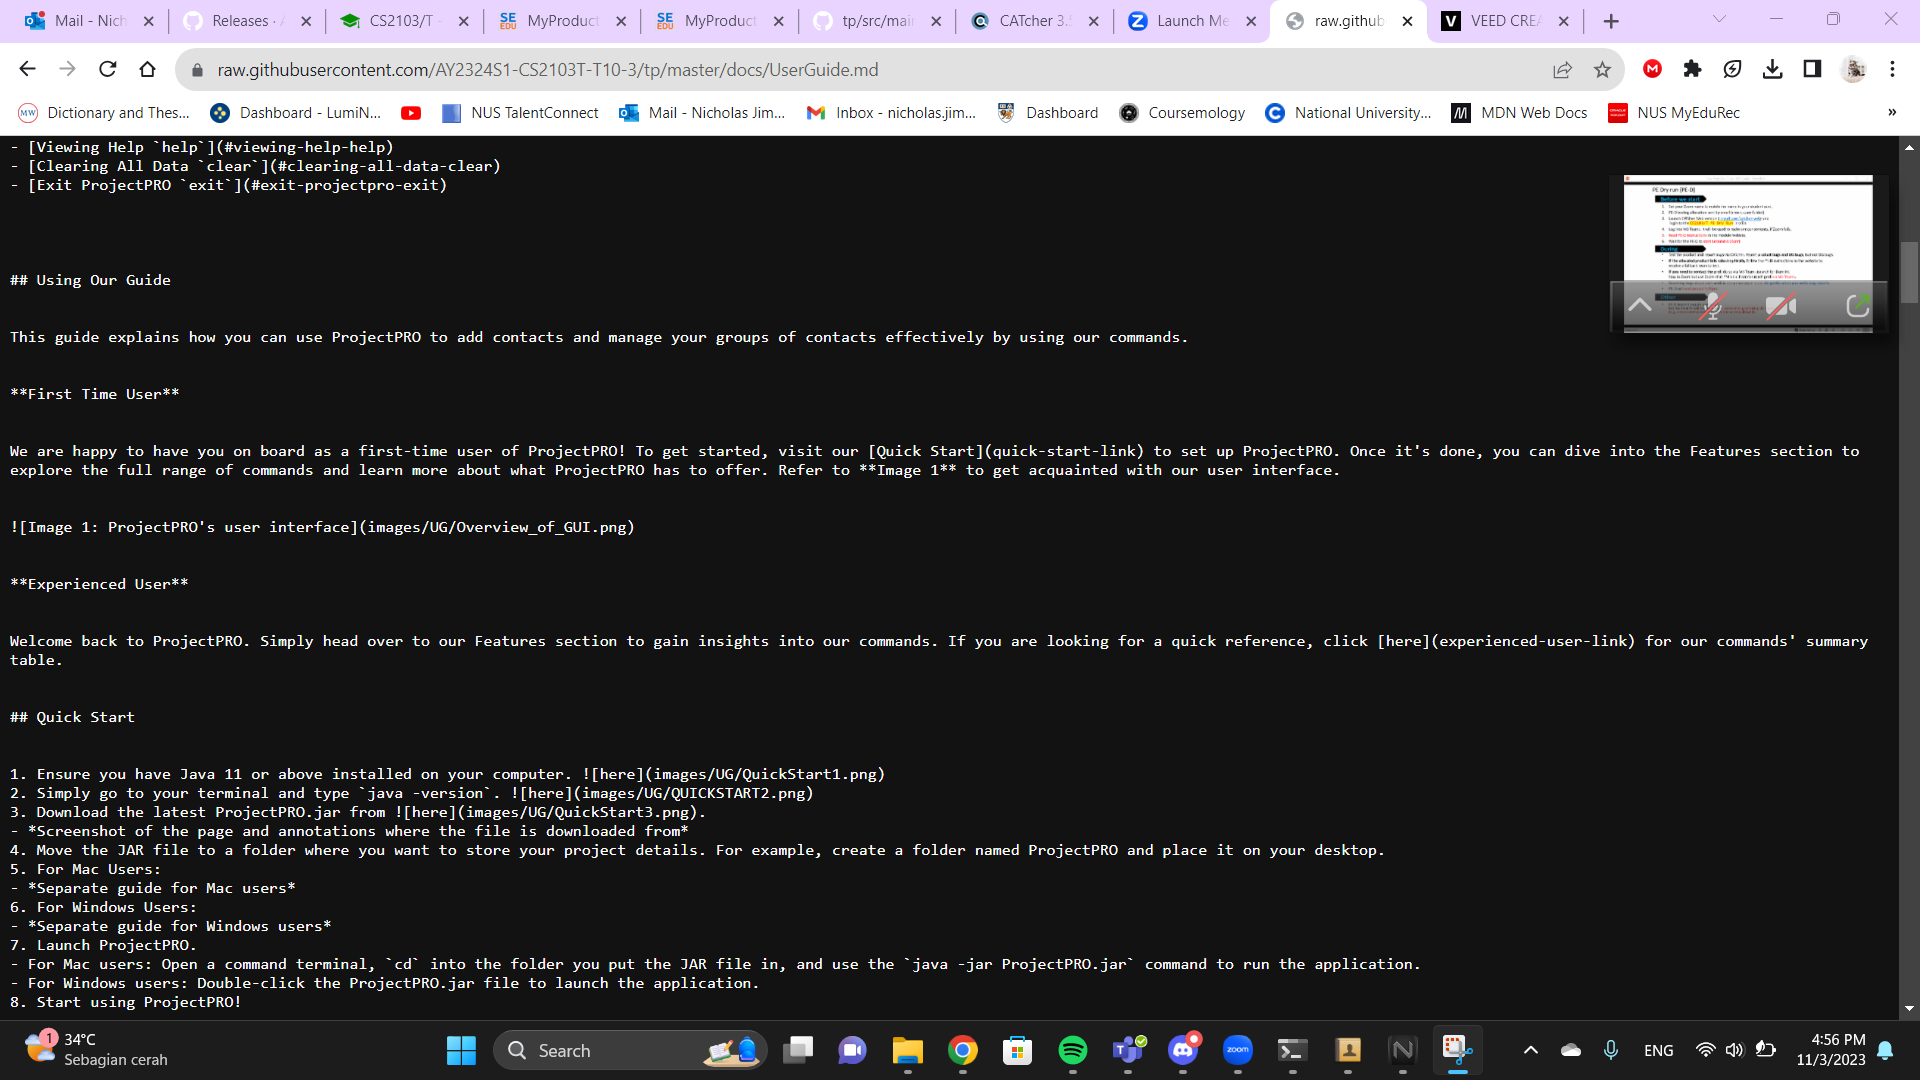 Mail - Nich
Releases · A
CS2103/T -
MyProduct
MyProduct
tp/src/main
CATcher 3.5
Launch Me
raw.github
VEED CREA
raw.githubusercontent.com/AY2324S1-CS2103T-T10-3/tp/master/docs/UserGuide.md
Dictionary and Thes...
Dashboard - LumiN...
NUS TalentConnect
Mail - Nicholas Jim...
Inbox - nicholas.jim...
Dashboard
Coursemology
National University...
MDN Web Docs
NUS MyEduRec
»
- [Viewing Help `help`](#viewing-help-help)
- [Clearing All Data `clear`](#clearing-all-data-clear)
- [Exit ProjectPRO `exit`](#exit-projectpro-exit)
## Using Our Guide
This guide explains how you can use ProjectPRO to add contacts and manage your groups of contacts effectively by using our commands.
**First Time User**
We are happy to have you on board as a first-time user of ProjectPRO! To get started, visit our [Quick Start](quick-start-link) to set up ProjectPRO. Once it's done, you can dive into the Features section to
explore the full range of commands and learn more about what ProjectPRO has to offer. Refer to **Image 1** to get acquainted with our user interface.
![Image 1: ProjectPRO's user interface](images/UG/Overview_of_GUI.png)
**Experienced User**
Welcome back to ProjectPRO. Simply head over to our Features section to gain insights into our commands. If you are looking for a quick reference, click [here](experienced-user-link) for our commands' summary
table.
## Quick Start
1. Ensure you have Java 11 or above installed on your computer. ![here](images/UG/QuickStart1.png)
2. Simply go to your terminal and type `java -version`. ![here](images/UG/QUICKSTART2.png)
3. Download the latest ProjectPRO.jar from ![here](images/UG/QuickStart3.png).
- *Screenshot of the page and annotations where the file is downloaded from*
4. Move the JAR file to a folder where you want to store your project details. For example, create a folder named ProjectPRO and place it on your desktop.
5. For Mac Users:
- *Separate guide for Mac users*
6. For Windows Users:
- *Separate guide for Windows users*
7. Launch ProjectPRO.
- For Mac users: Open a command terminal, `cd` into the folder you put the JAR file in, and use the `java -jar ProjectPRO.jar` command to run the application.
- For Windows users: Double-click the ProjectPRO.jar file to launch the application.
8. Start using ProjectPRO!
PE Dry run [PE-D]
Before we start
During
1
34°C
Sebagian cerah
Search
zoom
ENG
4:56 PM
11/3/2023